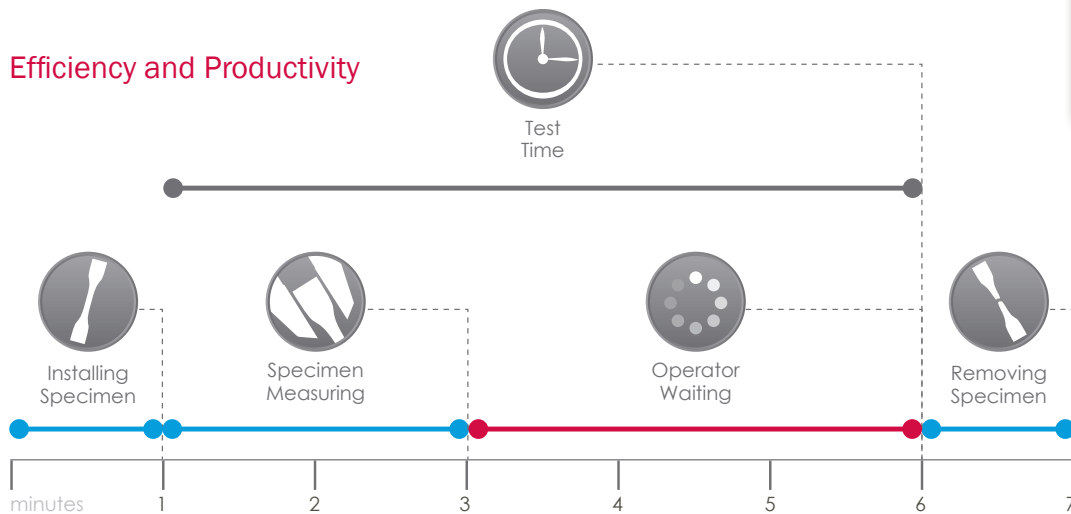 Efficiency and Productivity
Test
Time
Installing
Specimen
Specimen
Measuring
Operator
Waiting
Removing
Specimen
minutes 1 2 3 4 5 6 7